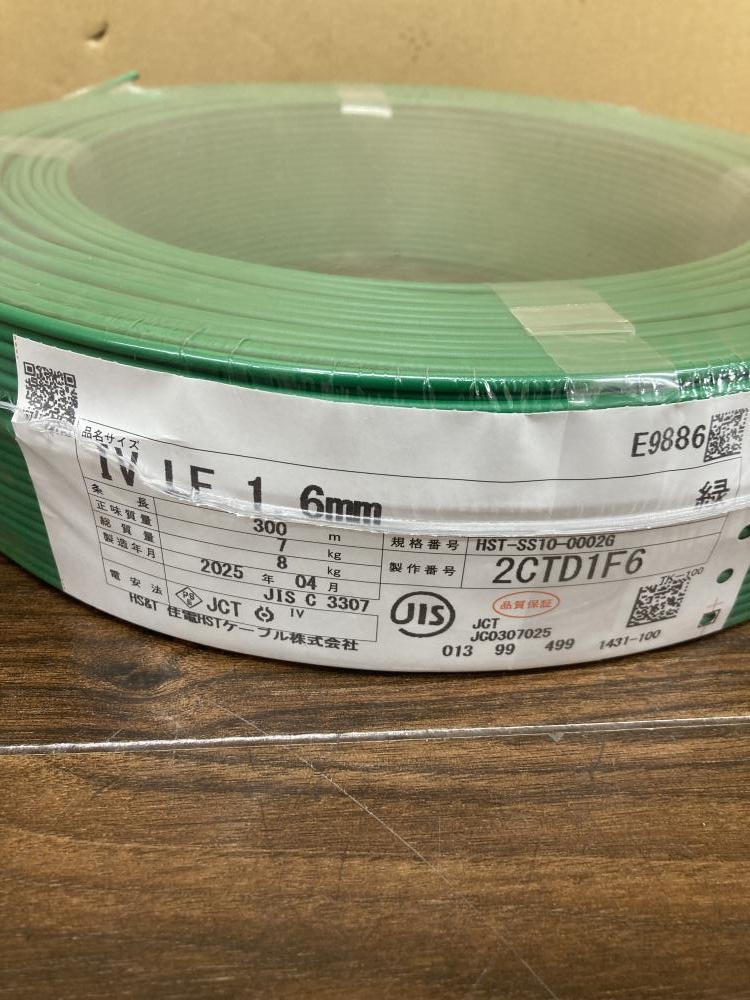 E9886
品名サイズ
IV LF 1.6mm 緑
条長 300 m
正味質量 7 kg
総質量 8 kg
製造年月 2025 年 04 月
規格番号 HST-SS10-0002G
製作番号 2CTD1F6
電安法 PS E JCT IV JIS C 3307
HS&T 住電HSTケーブル株式会社
JIS
品質保証
JCT
JC0307025
013 99 499 1431-100